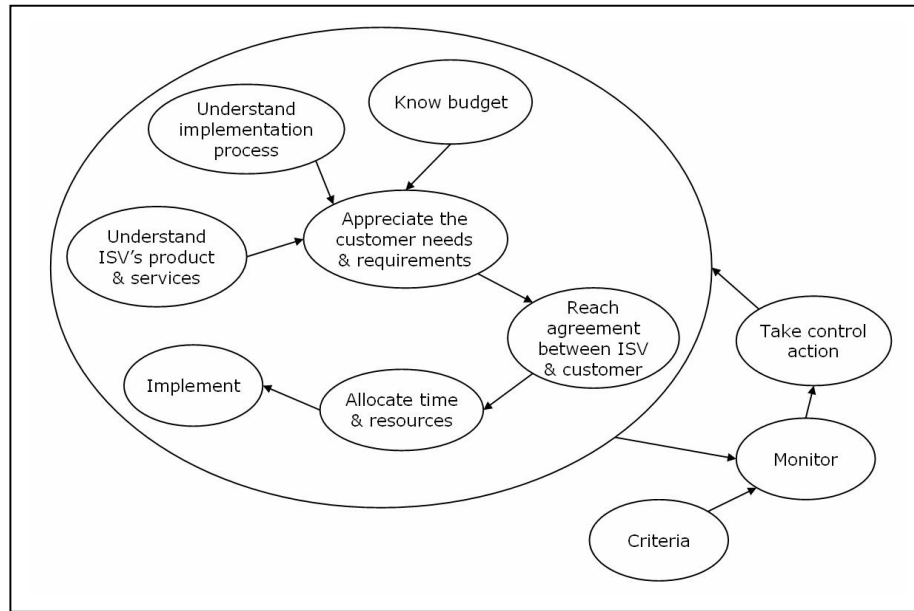 Understand
implementation
process
Know budget
Understand
ISV's product
& services
Appreciate the
customer needs
& requirements
Reach
agreement
between ISV
& customer
Take control
action
Implement
Allocate time
& resources
Monitor
Criteria